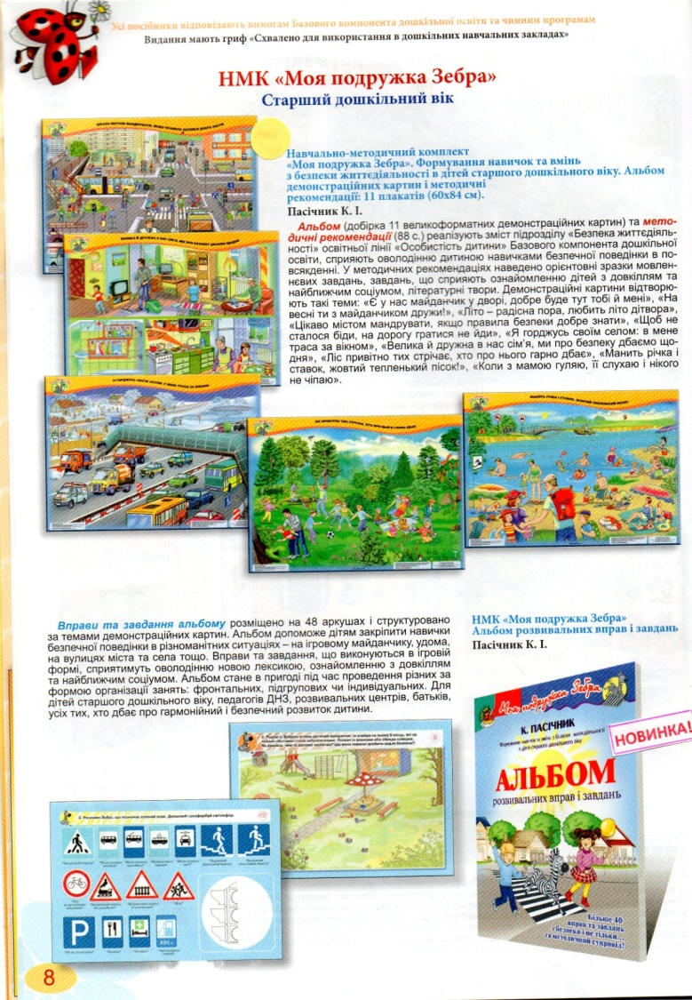 Усі посібники відповідають вимогам Базового компонента дошкільної освіти та чинним програмам
Видання мають гриф «Схвалено для використання в дошкільних навчальних закладах»
НМК «Моя подружка Зебра»
Старший дошкільний вік
Навчально-методичний комплект
«Моя подружка Зебра». Формування навичок та вмінь
з безпеки життєдіяльності в дітей старшого дошкільного віку. Альбом
демонстраційних картин і методичні
рекомендації: 11 плакатів (60х84 см).
Пасічник К. І.
Альбом (добірка 11 великоформатних демонстраційних картин) та мето-
дичні рекомендації (88 с.) реалізують зміст підрозділу «Безпека життєдіяль-
ності» освітньої лінії «Особистість дитини» Базового компонента дошкільної
освіти, сприяють оволодінню дитиною навичками безпечної поведінки в по-
всякденні. У методичних рекомендаціях наведено орієнтовні зразки мовлен-
нєвих завдань, завдань, що сприяють ознайомленню дітей з довкіллям та
найближчим соціумом, літературні твори. Демонстраційні картини відтворю-
ють такі теми: «Є у нас майданчик у дворі, добре буде тут тобі й мені», «На
весні ти з майданчиком дружи!», «Літо – радісна пора, любить літо дітвора»,
«Цікаво містом мандрувати, якщо правила безпеки добре знати», «Щоб не
сталося біди, на дорогу гратися не йди», «Я горджусь своїм селом: в мене
траса за вікном», «Велика й дружна в нас сім’я, ми про безпеку дбаємо що-
дня», «Ліс привітно тих стрічає, хто про нього гарно дбає», «Манить річка і
ставок, жовтий тепленький пісок!», «Коли з мамою гуляю, її слухаю і нікого
не чіпаю».
Вправи та завдання альбому розміщено на 48 аркушах і структуровано
за темами демонстраційних картин. Альбом допоможе дітям закріпити навички
безпечної поведінки в різноманітних ситуаціях – на ігровому майданчику, удома,
на вулицях міста та села тощо. Вправи та завдання, що виконуються в ігровій
формі, сприятимуть оволодінню новою лексикою, ознайомленню з довкіллям
та найближчим соціумом. Альбом стане в пригоді під час проведення різних за
формою організації занять: фронтальних, підгрупових чи індивідуальних. Для
дітей старшого дошкільного віку, педагогів ДНЗ, розвивальних центрів, батьків,
усіх тих, хто дбає про гармонійний і безпечний розвиток дитини.
НМК «Моя подружка Зебра»
Альбом розвивальних вправ і завдань
Пасічник К. І.
Моя подружка Зебра
К. ПАСІЧНИК
АЛЬБОМ
розвивальних вправ і завдань
НОВИНКА!
Більше 40
вправ та завдань
з безпеки і не тільки...
та методичний супровід!
P
8